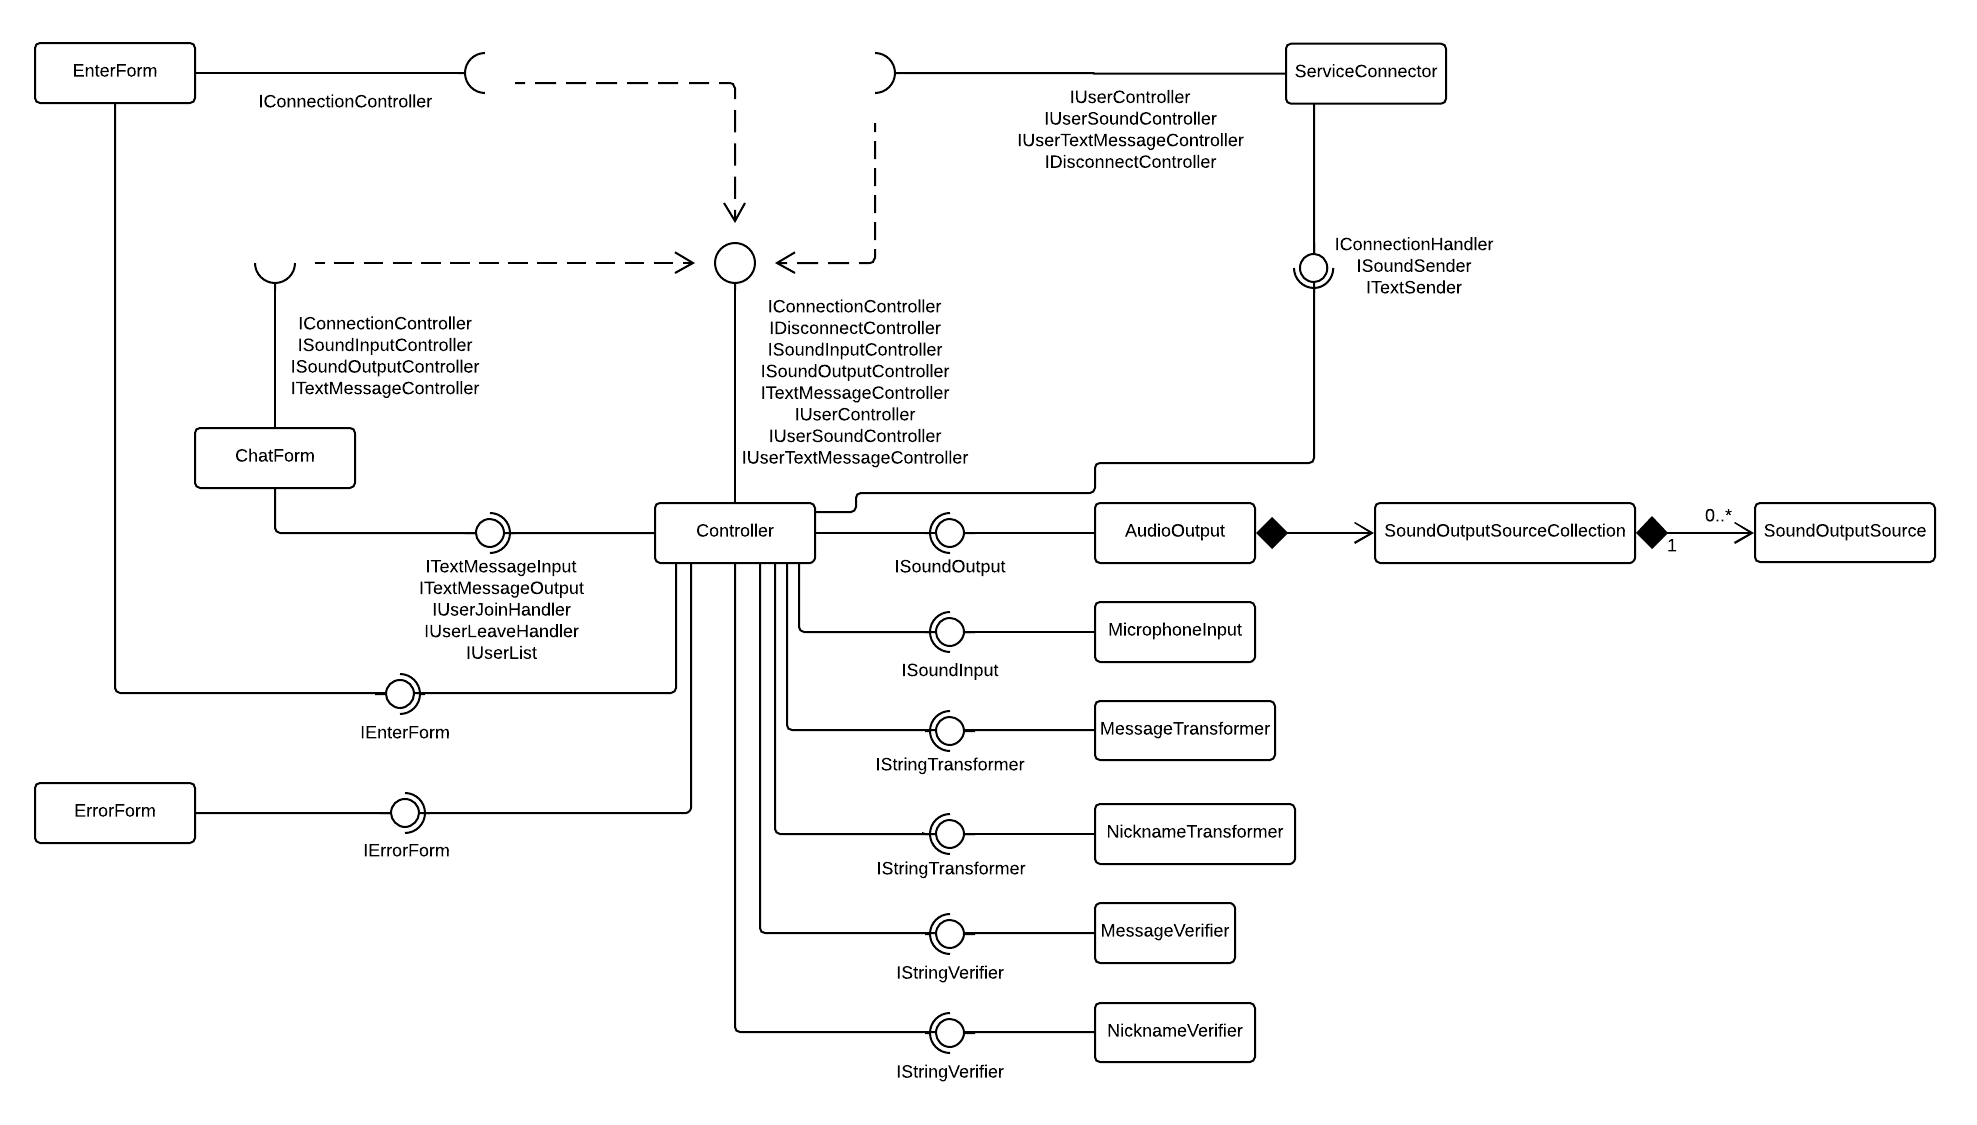 EnterForm
IConnectionController
ServiceConnector
IUserController
IUserSoundController
IUserTextMessageController
IDisconnectController
IConnectionHandler
ISoundSender
ITextSender
IConnectionController
ISoundInputController
ISoundOutputController
ITextMessageController
IConnectionController
IDisconnectController
ISoundInputController
ISoundOutputController
ITextMessageController
IUserController
IUserSoundController
IUserTextMessageController
ChatForm
Controller
AudioOutput
SoundOutputSourceCollection
0..*
1
SoundOutputSource
ITextMessageInput
ITextMessageOutput
IUserJoinHandler
IUserLeaveHandler
IUserList
ISoundOutput
MicrophoneInput
ISoundInput
IEnterForm
MessageTransformer
IStringTransformer
ErrorForm
IErrorForm
NicknameTransformer
IStringTransformer
MessageVerifier
IStringVerifier
NicknameVerifier
IStringVerifier